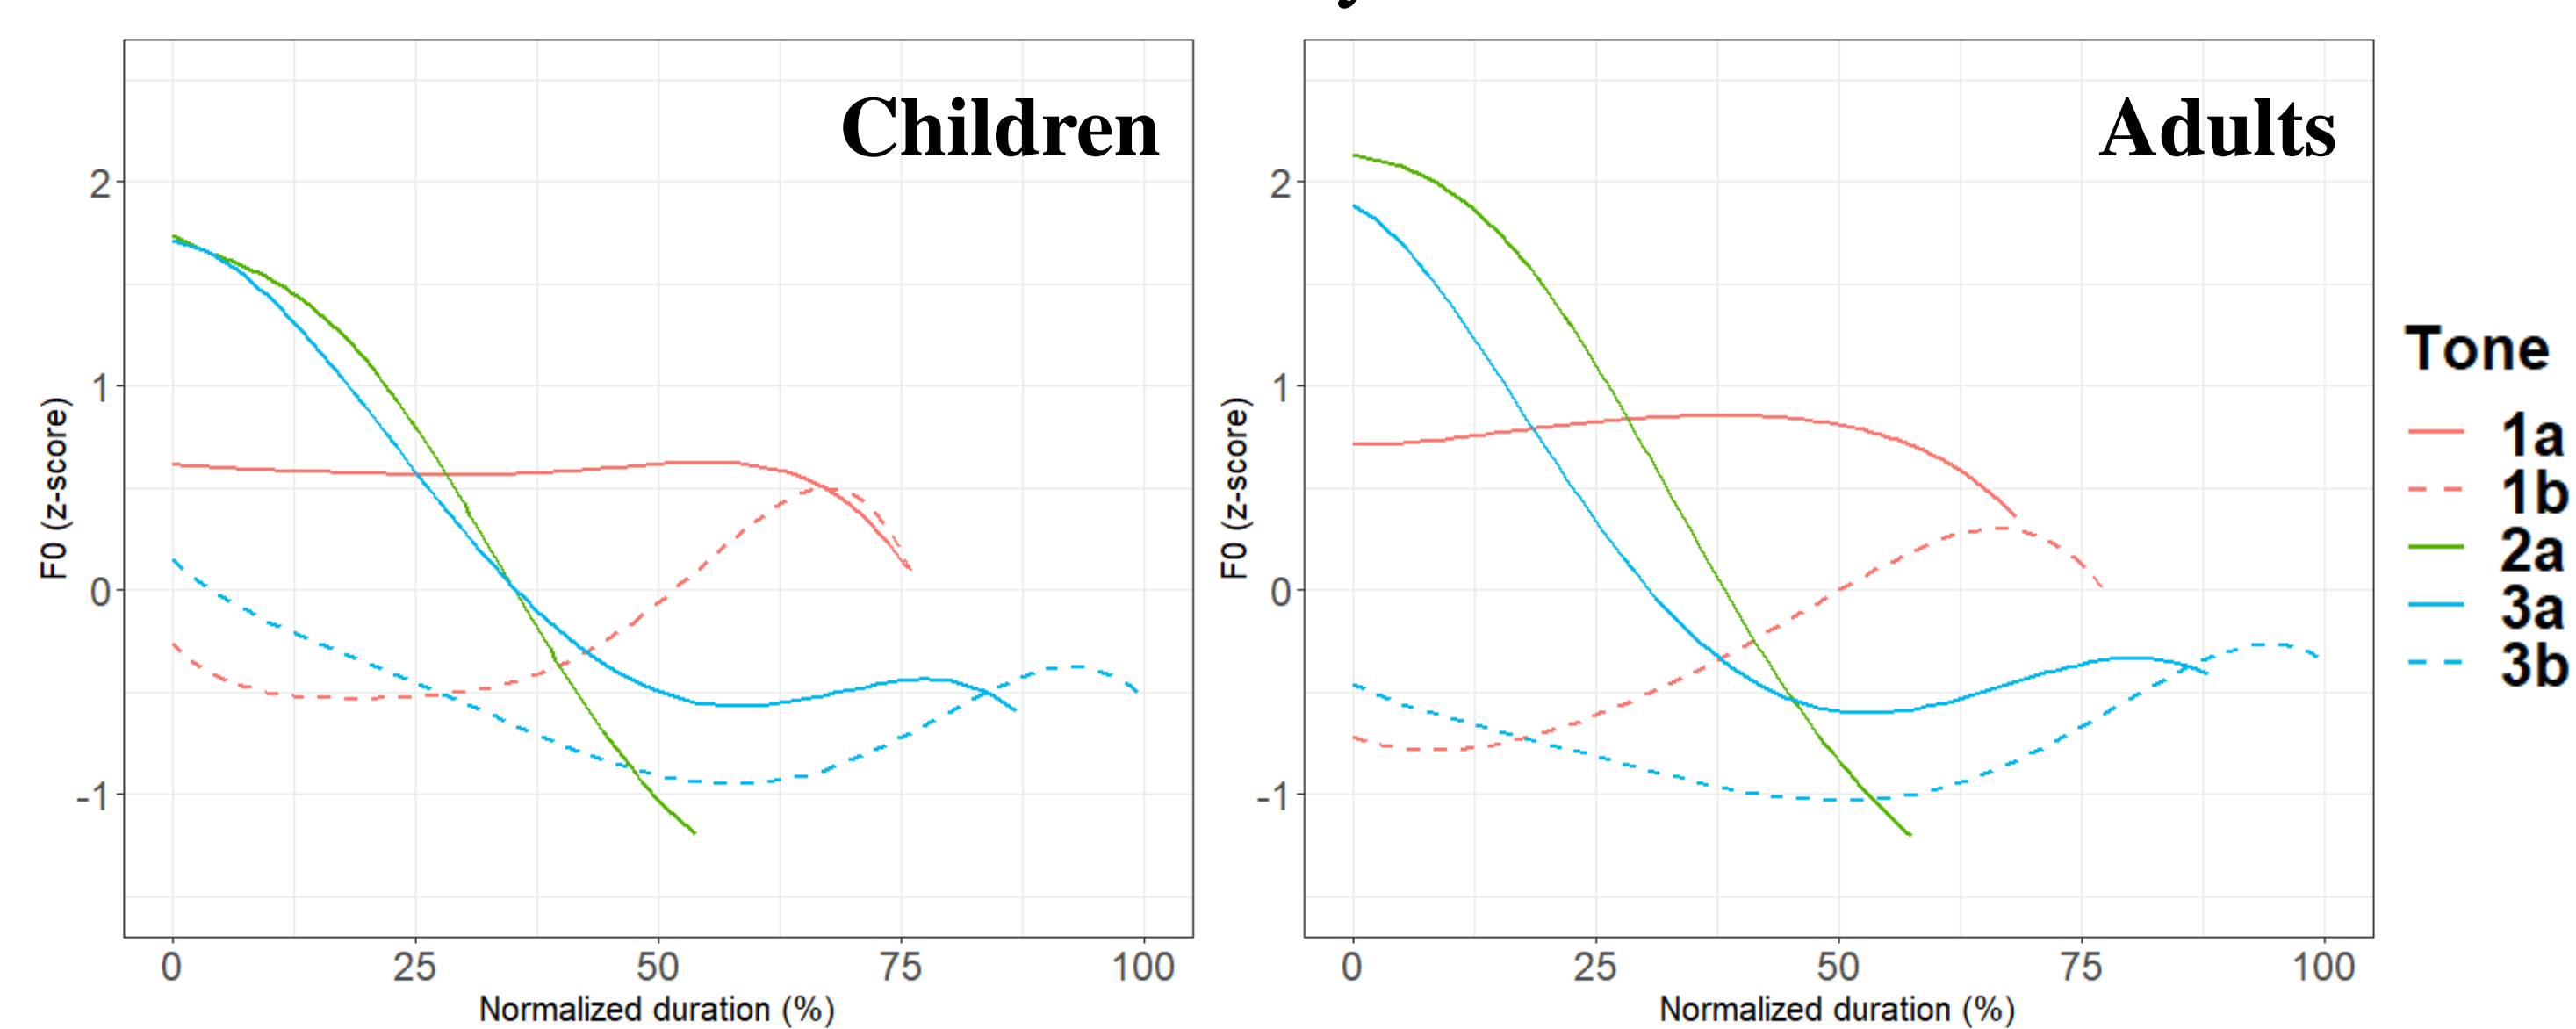 Children
Adults
2
1
0
-1
F0 (z-score)
0
25
50
75
100
Normalized duration (%)
2
1
0
-1
F0 (z-score)
0
25
50
75
100
Normalized duration (%)
Tone
1a
1b
2a
3a
3b